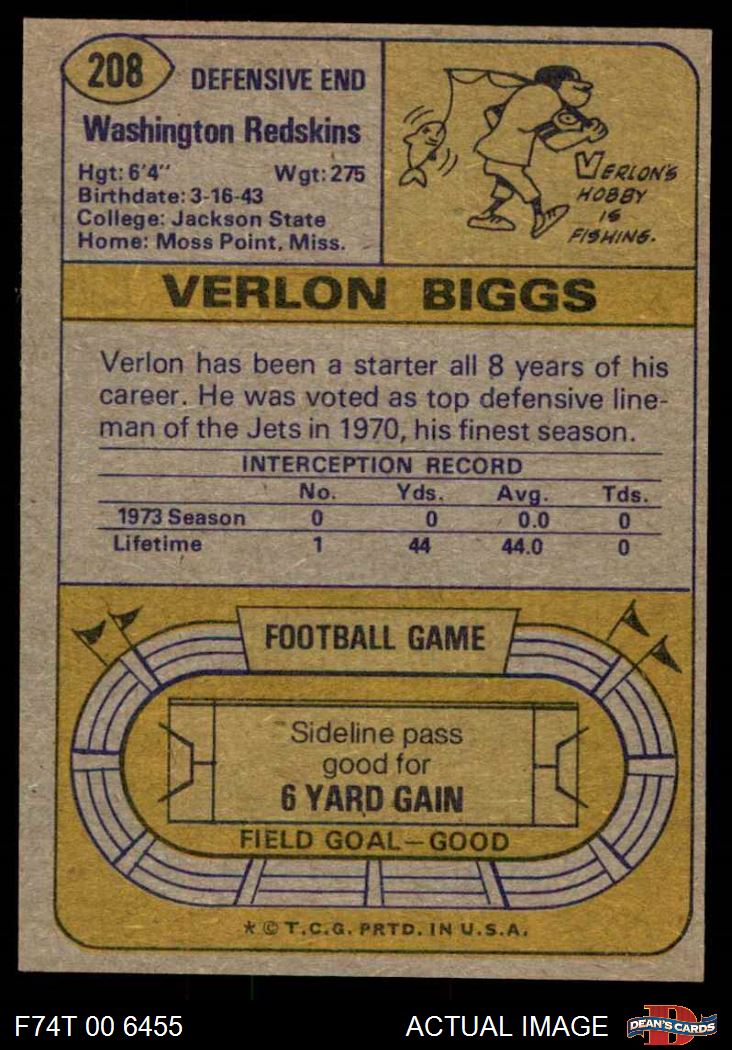 208
DEFENSIVE END
Washington Redskins
Hgt: 6'4" Wgt: 275
Birthdate: 3-16-43
College: Jackson State
Home: Moss Point, Miss.
VERLON'S
HOBBY
IS
FISHING.
VERLON BIGGS
Verlon has been a starter all 8 years of his
career. He was voted as top defensive line-
man of the Jets in 1970, his finest season.
INTERCEPTION RECORD
No. Yds. Avg. Tds.
1973 Season 0 0 0.0 0
Lifetime 1 44 44.0 0
FOOTBALL GAME
Sideline pass
good for
6 YARD GAIN
FIELD GOAL—GOOD
* © T.C.G. PRTD. IN U.S.A.
F74T 00 6455 ACTUAL IMAGE
D
DEAN'S CARDS